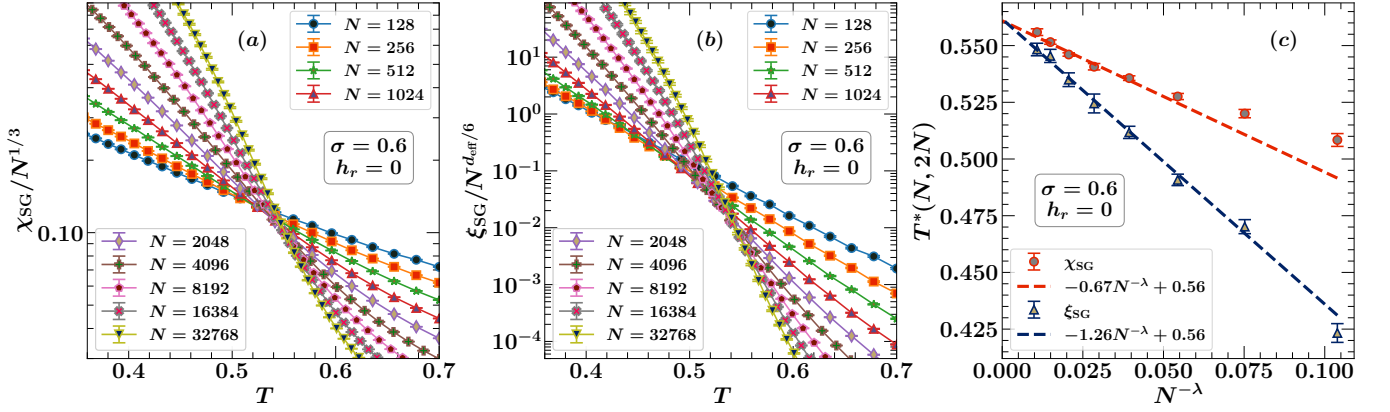 (a)
N = 128
N = 256
N = 512
N = 1024
σ = 0.6
h_r = 0
N = 2048
N = 4096
N = 8192
N = 16384
N = 32768
χ_SG/N^{1/3}
0.10
0.4
0.5
0.6
0.7
T
(b)
N = 128
N = 256
N = 512
N = 1024
σ = 0.6
h_r = 0
N = 2048
N = 4096
N = 8192
N = 16384
N = 32768
ξ_SG/N^{d_eff/6}
10^1
10^0
10^{−1}
10^{−2}
10^{−3}
10^{−4}
0.4
0.5
0.6
0.7
T
(c)
σ = 0.6
h_r = 0
χ_SG
−0.67N^{−λ} + 0.56
ξ_SG
−1.26N^{−λ} + 0.56
T*(N, 2N)
0.550
0.525
0.500
0.475
0.450
0.425
0.000
0.025
0.050
0.075
0.100
N^{−λ}